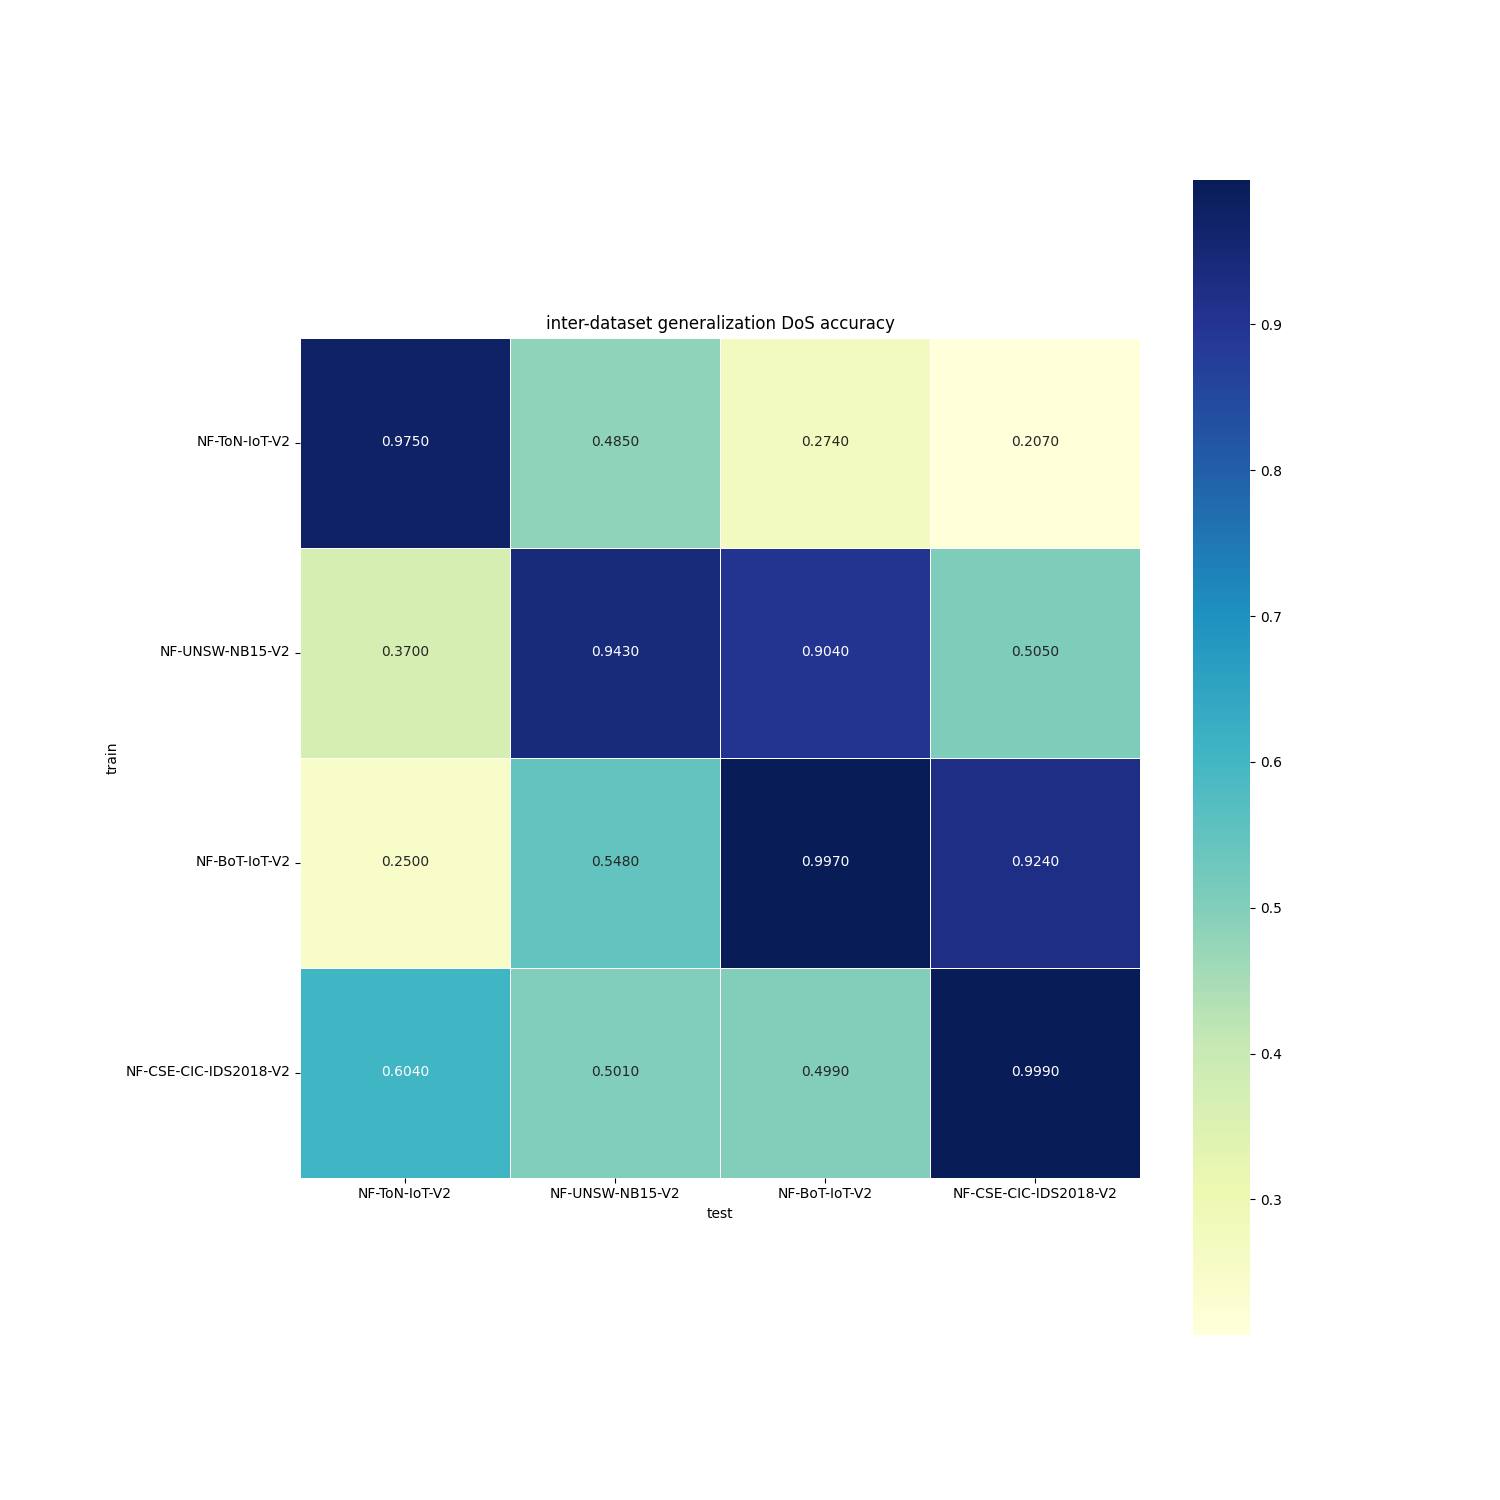 inter-dataset generalization DoS accuracy
NF-ToN-IoT-V2 0.9750 0.4850 0.2740 0.2070
NF-UNSW-NB15-V2 0.3700 0.9430 0.9040 0.5050
NF-BoT-IoT-V2 0.2500 0.5480 0.9970 0.9240
NF-CSE-CIC-IDS2018-V2 0.6040 0.5010 0.4990 0.9990
train
NF-ToN-IoT-V2 NF-UNSW-NB15-V2 NF-BoT-IoT-V2 NF-CSE-CIC-IDS2018-V2
test
0.9
0.8
0.7
0.6
0.5
0.4
0.3